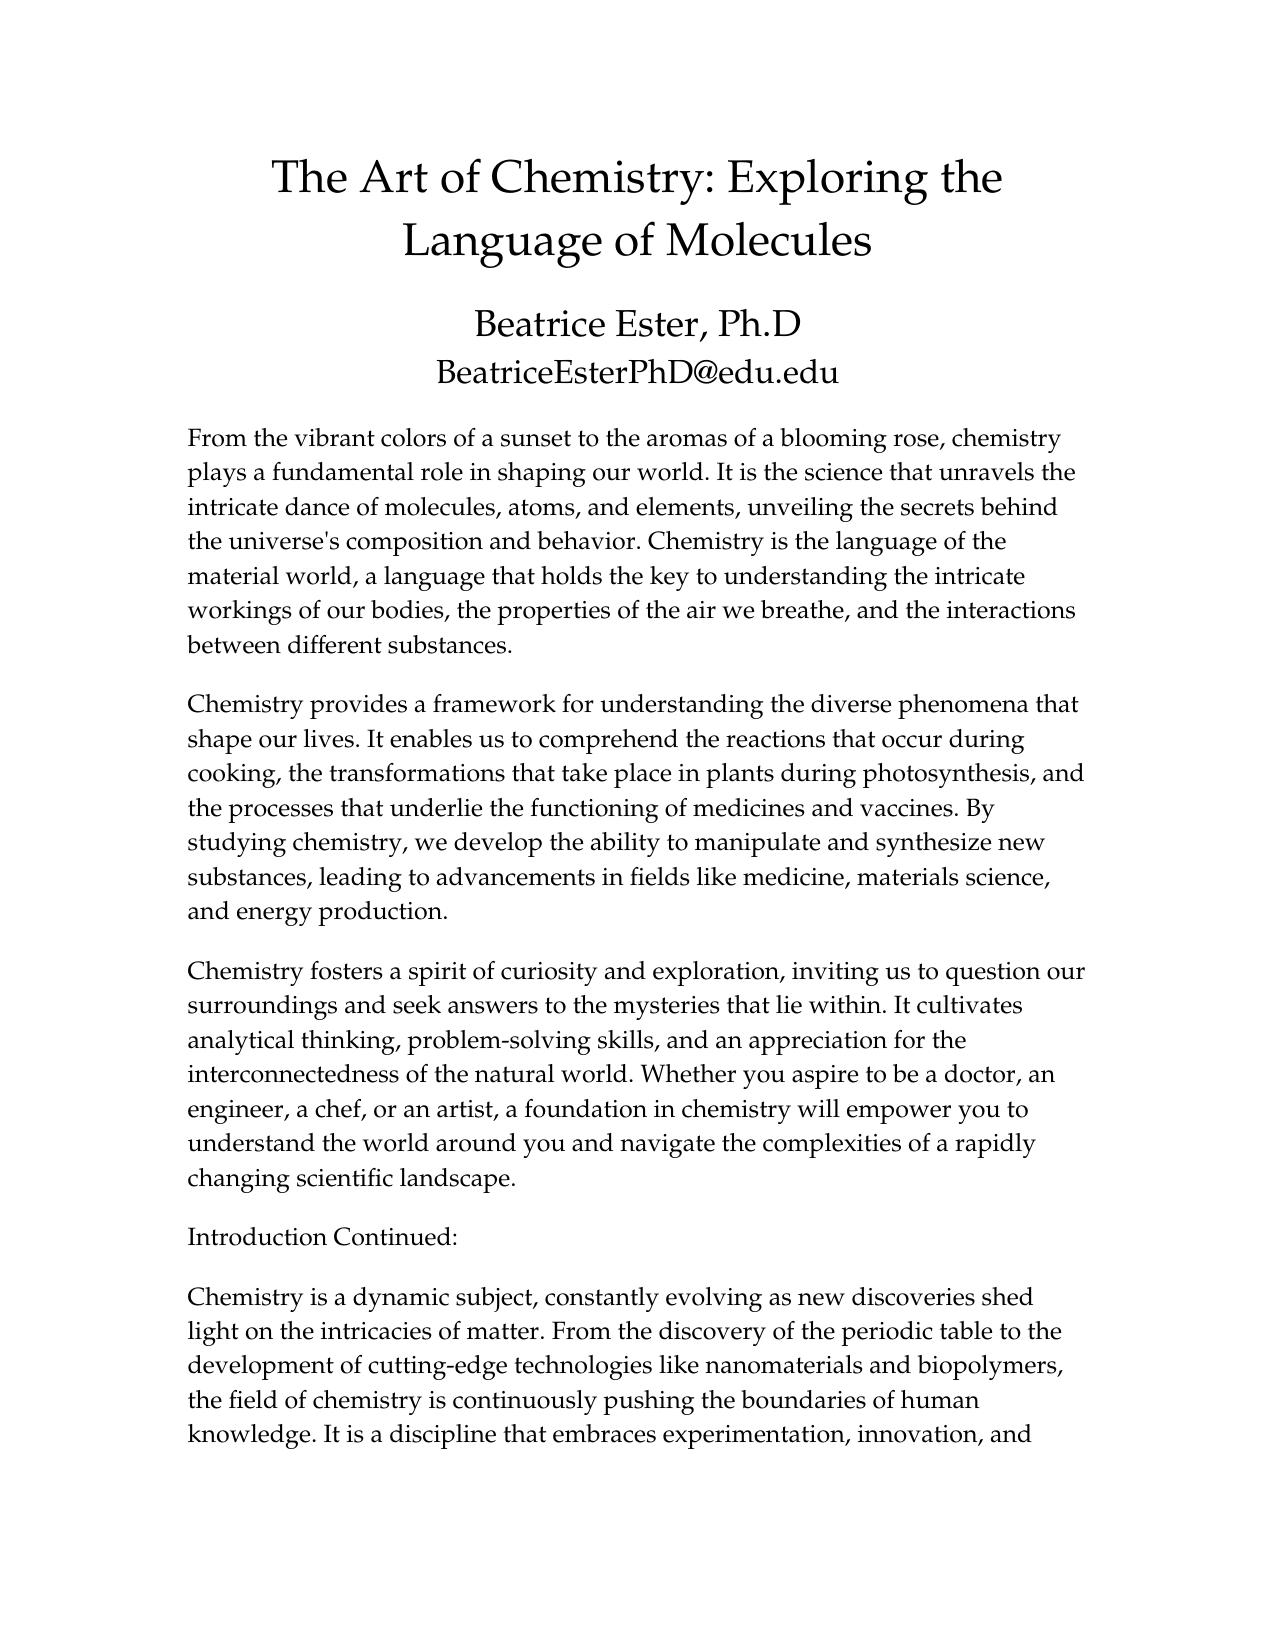 The Art of Chemistry: Exploring the
Language of Molecules
Beatrice Ester, Ph.D
BeatriceEsterPhD@edu.edu
From the vibrant colors of a sunset to the aromas of a blooming rose, chemistry
plays a fundamental role in shaping our world. It is the science that unravels the
intricate dance of molecules, atoms, and elements, unveiling the secrets behind
the universe's composition and behavior. Chemistry is the language of the
material world, a language that holds the key to understanding the intricate
workings of our bodies, the properties of the air we breathe, and the interactions
between different substances.
Chemistry provides a framework for understanding the diverse phenomena that
shape our lives. It enables us to comprehend the reactions that occur during
cooking, the transformations that take place in plants during photosynthesis, and
the processes that underlie the functioning of medicines and vaccines. By
studying chemistry, we develop the ability to manipulate and synthesize new
substances, leading to advancements in fields like medicine, materials science,
and energy production.
Chemistry fosters a spirit of curiosity and exploration, inviting us to question our
surroundings and seek answers to the mysteries that lie within. It cultivates
analytical thinking, problem-solving skills, and an appreciation for the
interconnectedness of the natural world. Whether you aspire to be a doctor, an
engineer, a chef, or an artist, a foundation in chemistry will empower you to
understand the world around you and navigate the complexities of a rapidly
changing scientific landscape.
Introduction Continued:
Chemistry is a dynamic subject, constantly evolving as new discoveries shed
light on the intricacies of matter. From the discovery of the periodic table to the
development of cutting-edge technologies like nanomaterials and biopolymers,
the field of chemistry is continuously pushing the boundaries of human
knowledge. It is a discipline that embraces experimentation, innovation, and